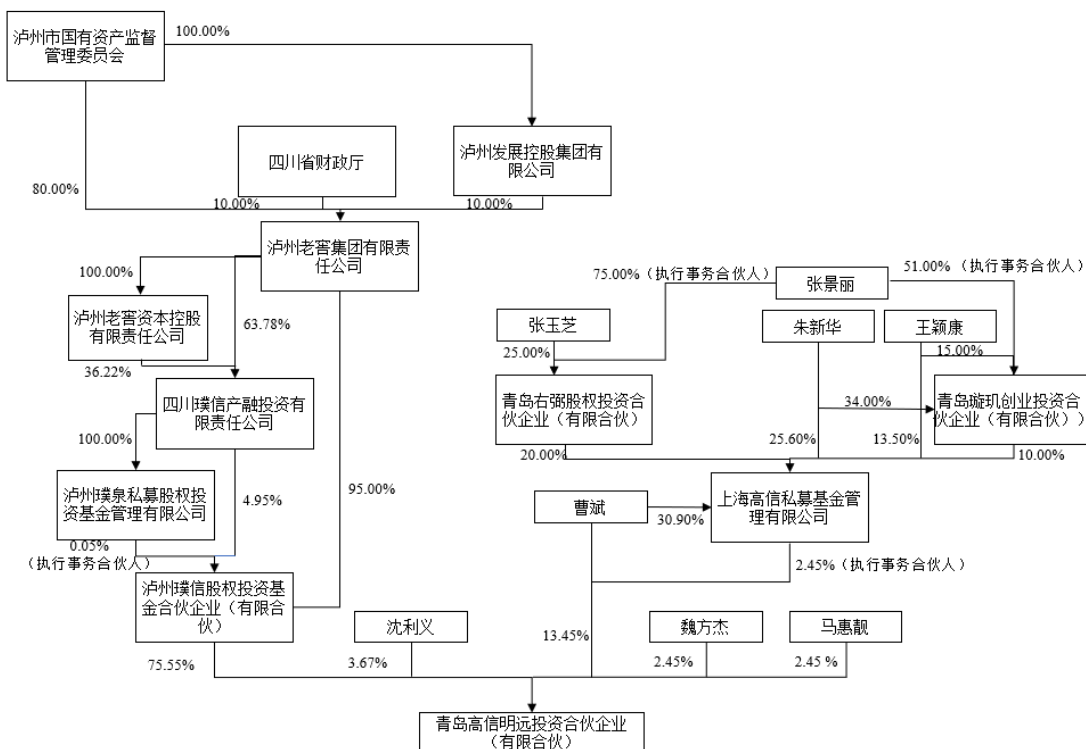 泸州市国有资产监督
管理委员会
100.00%
四川省财政厅
泸州发展控股集团有
限公司
80.00%
10.00%
10.00%
泸州老窖集团有限责
任公司
100.00%
泸州老窖资本控股
有限责任公司
63.78%
36.22%
四川璞信产融投资有
限责任公司
100.00%
泸州璞泉私募股权投
资基金管理有限公司
4.95%
95.00%
0.05%
(执行事务合伙人)
泸州璞信股权投资基
金合伙企业（有限合
伙）
75.00%（执行事务合伙人）
51.00%（执行事务合伙人）
张景丽
张玉芝
朱新华
王颖康
25.00%
15.00%
青岛右弼股权投资合
伙企业（有限合伙）
34.00%
青岛璇玑创业投资合
伙企业（有限合伙））
20.00%
25.60%
13.50%
10.00%
曹斌
30.90%
上海高信私募基金管
理有限公司
2.45%（执行事务合伙人）
沈利义
13.45%
魏方杰
马惠靓
75.55%
3.67%
2.45%
2.45 %
青岛高信明远投资合伙企业
（有限合伙）